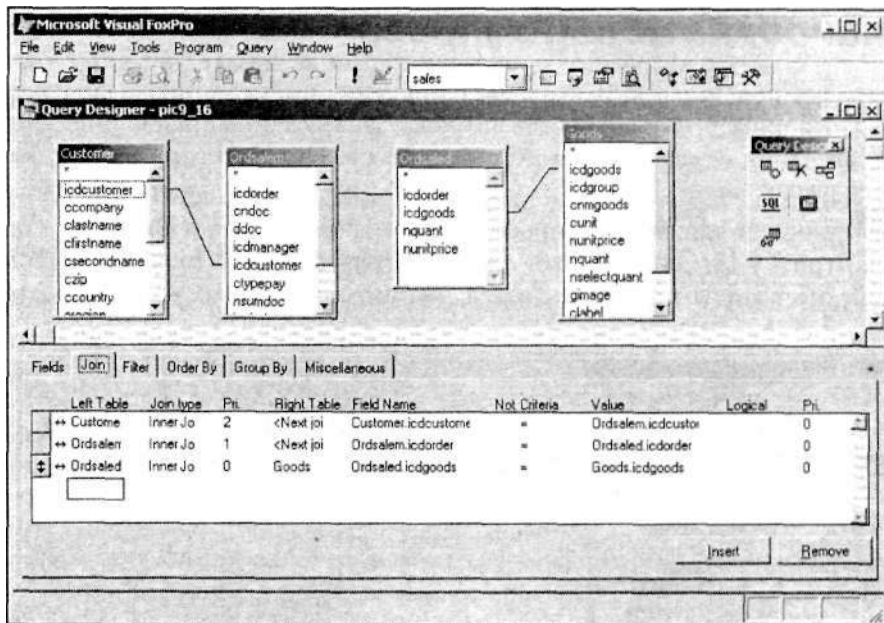 Microsoft Visual FoxPro
File Edit View Tools Program Query Window Help
sales
Query Designer - pic9_16
Customer
*
icdcustomer
ccompany
clastname
cfirstname
csecondname
czip
ccountry
Ordsalem
*
icdorder
cndoc
ddoc
icdmanager
icdcustomer
ctypepay
nsumdoc
Ordsaled
*
icdorder
icdgoods
nquant
nunitprice
Goods
*
icdgoods
icdgroup
cnmgoods
cunit
nunitprice
nquant
nselectquant
gimage
clabel
Query Desig
SQL
Fields Join Filter Order By Group By Miscellaneous
Left Table Join type Pri. Right Table Field Name Not Criteria Value Logical Pri.
Custome Inner Jo 2 <Next joi Customer.icdcustome = Ordsalem.icdcustor 0
Ordsalem Inner Jo 1 <Next joi Ordsalem.icdorder = Ordsaled.icdorder 0
Ordsaled Inner Jo 0 Goods Ordsaled.icdgoods = Goods.icdgoods 0
Insert Remove